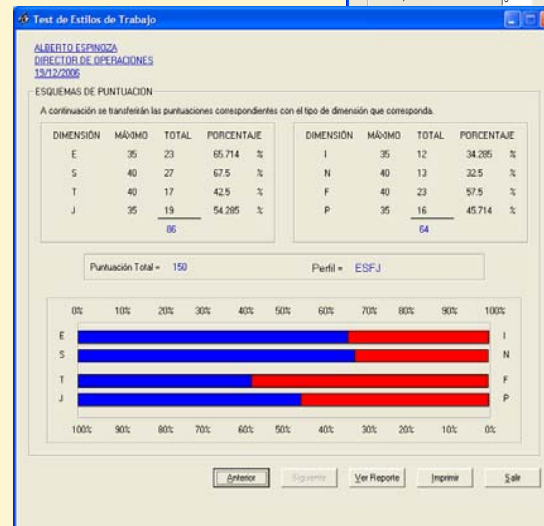 Test de Estilos de Trabajo
ALBERTO ESPINOZA
DIRECTOR DE OPERACIONES
19/12/2006
ESQUEMAS DE PUNTUACION
A continuación se transferirán las puntuaciones correspondientes con el tipo de dimensión que corresponda.
DIMENSIÓN MÁXIMO TOTAL PORCENTAJE DIMENSIÓN MÁXIMO TOTAL PORCENTAJE
E 35 23 65.714 % I 35 12 34.285 %
S 40 27 67.5 % N 40 13 32.5 %
T 40 17 42.5 % F 40 23 57.5 %
J 35 19 54.285 % P 35 16 45.714 %
86 64
Puntuación Total = 150 Perfil = ESFJ
0% 10% 20% 30% 40% 50% 60% 70% 80% 90% 100%
E I
S N
T F
J P
100% 90% 80% 70% 60% 50% 40% 30% 20% 10% 0%
Anterior Siguiente Ver Reporte Imprimir Salir